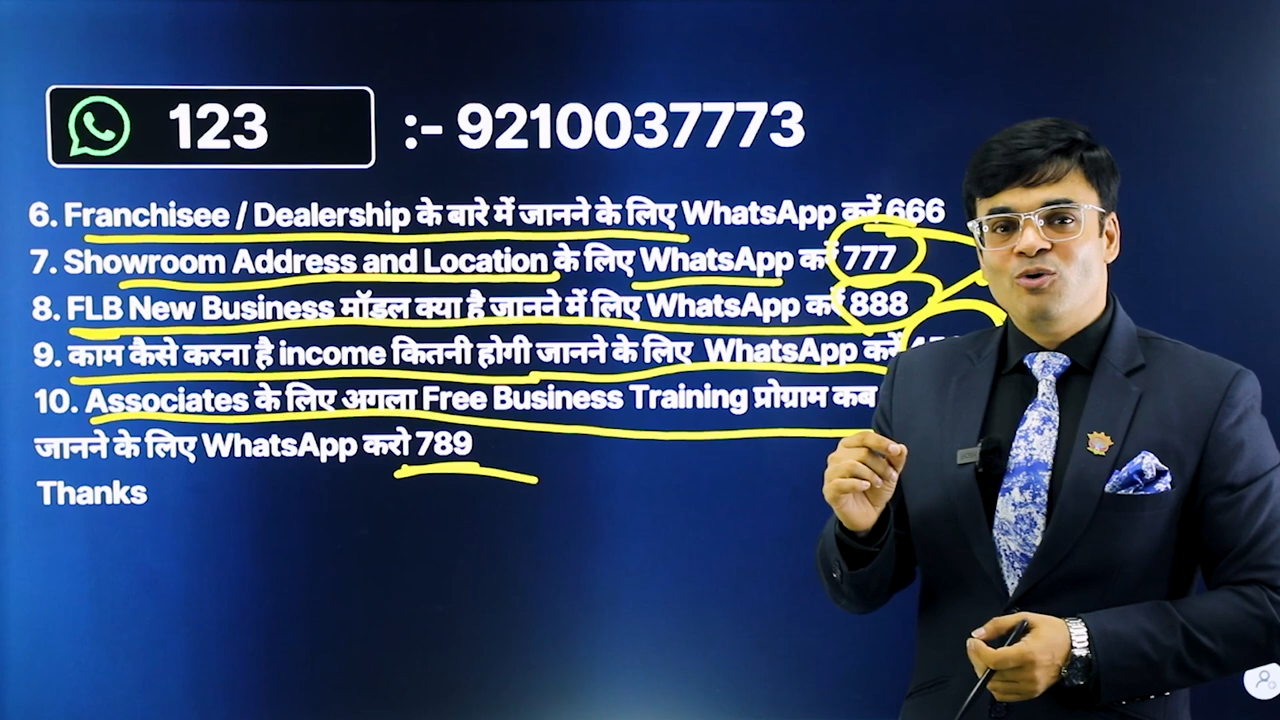 123 :- 9210037773
6. Franchisee / Dealership के बारे में जानने के लिए WhatsApp करें 666
7. Showroom Address and Location के लिए WhatsApp करें 777
8. FLB New Business मॉडल क्या है जानने में लिए WhatsApp करें 888
9. काम कैसे करना है income कितनी होगी जानने के लिए WhatsApp करें
10. Associates के लिए अगला Free Business Training प्रोग्राम कब
जानने के लिए WhatsApp करो 789
Thanks